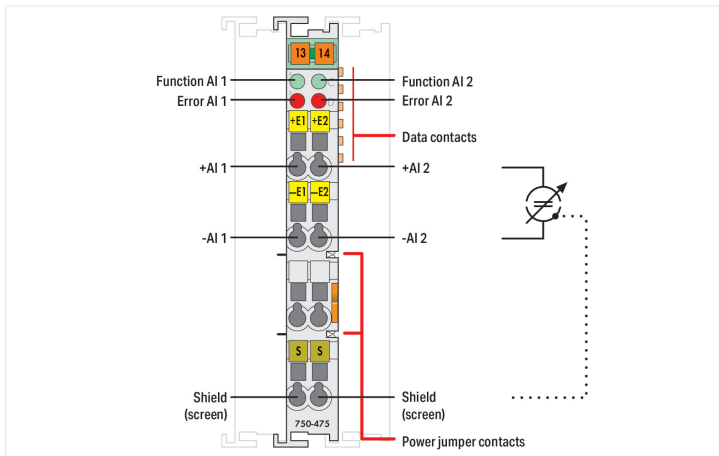 13 14
Function AI 1
C
Function AI 2
Error AI 1
D
Error AI 2
+E1 +E2
Data contacts
+AI 1
+AI 2
—E1 —E2
-AI 1
-AI 2
S S
Shield
(screen)
Shield
(screen)
750-475
Power jumper contacts